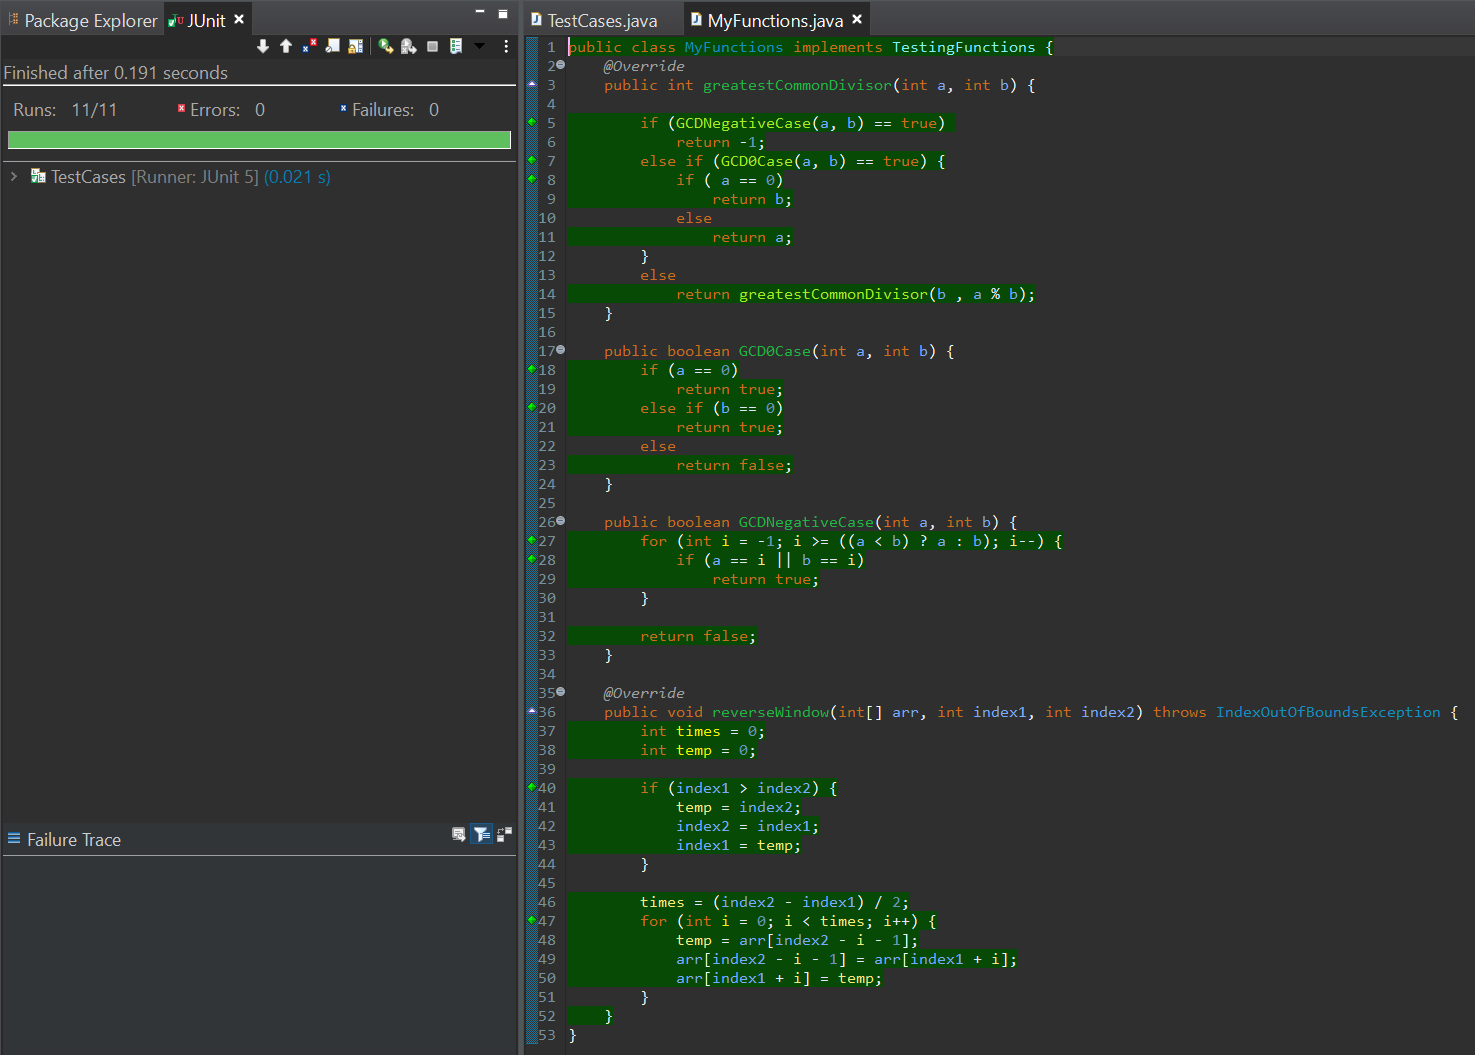 Package Explorer
JUnit
Finished after 0.191 seconds
Runs: 11/11
Errors: 0
Failures: 0
TestCases [Runner: JUnit 5] (0.021 s)
Failure Trace
TestCases.java
MyFunctions.java
1 public class MyFunctions implements TestingFunctions {
2 @Override
3 public int greatestCommonDivisor(int a, int b) {
4
5 if (GCDNegativeCase(a, b) == true)
6 return -1;
7 else if (GCD0Case(a, b) == true) {
8 if ( a == 0)
9 return b;
10 else
11 return a;
12 }
13 else
14 return greatestCommonDivisor(b , a % b);
15 }
16
17 public boolean GCD0Case(int a, int b) {
18 if (a == 0)
19 return true;
20 else if (b == 0)
21 return true;
22 else
23 return false;
24 }
25
26 public boolean GCDNegativeCase(int a, int b) {
27 for (int i = -1; i >= ((a < b) ? a : b); i--) {
28 if (a == i || b == i)
29 return true;
30 }
31
32 return false;
33 }
34
35 @Override
36 public void reverseWindow(int[] arr, int index1, int index2) throws IndexOutOfBoundsException {
37 int times = 0;
38 int temp = 0;
39
40 if (index1 > index2) {
41 temp = index2;
42 index2 = index1;
43 index1 = temp;
44 }
45
46 times = (index2 - index1) / 2;
47 for (int i = 0; i < times; i++) {
48 temp = arr[index2 - i - 1];
49 arr[index2 - i - 1] = arr[index1 + i];
50 arr[index1 + i] = temp;
51 }
52 }
53 }